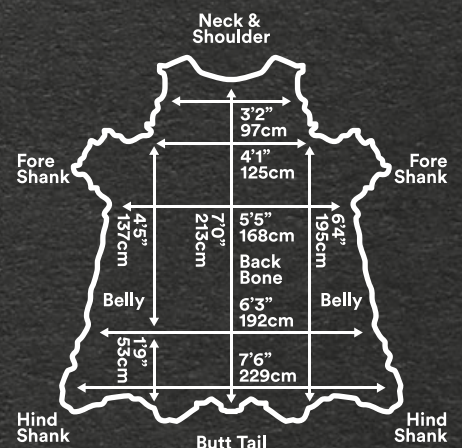 Neck &
Shoulder
3’2”
97cm
4’1”
125cm
Fore
Shank
Fore
Shank
4’5”
137cm
7’0”
213cm
5’5”
168cm
6’4”
195cm
Back
Bone
Belly
Belly
6’3”
192cm
1’9”
53cm
7’6”
229cm
Hind
Shank
Butt Tail
Hind
Shank